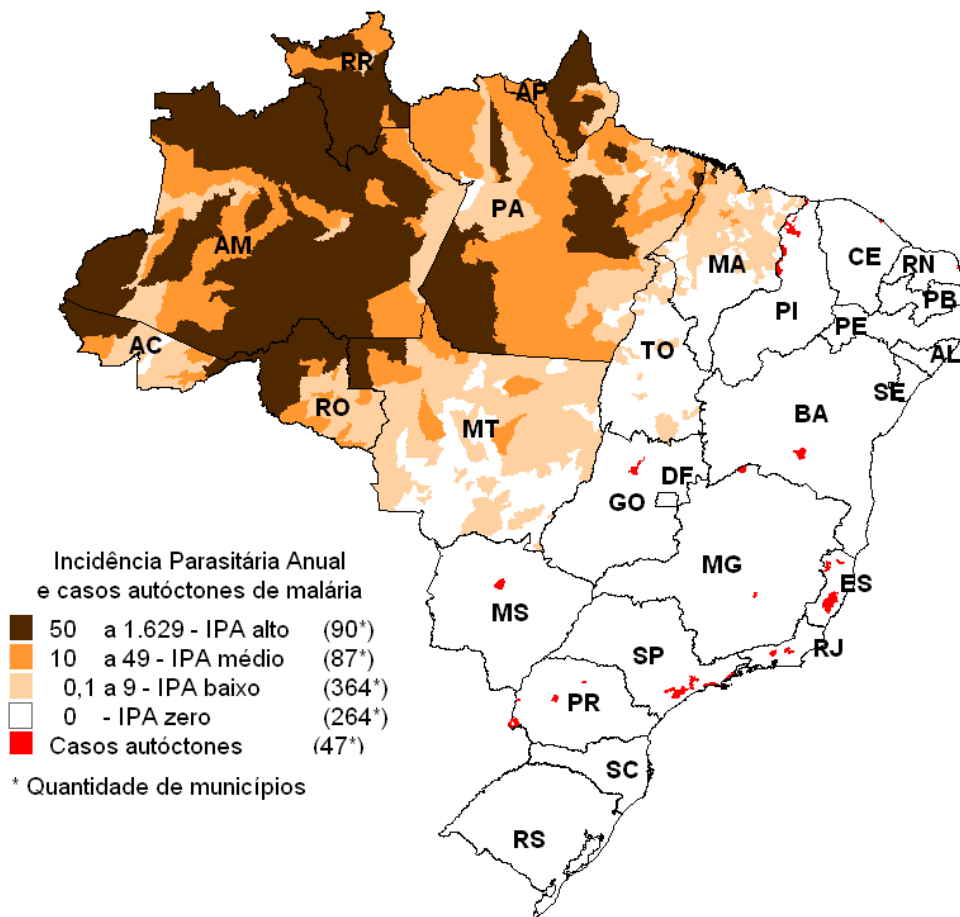 RR
AP
PA
AM
MA
CE
RN
PB
PI
PE
AC
TO
AL
SE
RO
BA
MT
DF
GO
MG
ES
MS
RJ
SP
PR
SC
RS
Incidência Parasitária Anual
e casos autóctones de malária
50 a 1.629 - IPA alto (90*)
10 a 49 - IPA médio (87*)
0,1 a 9 - IPA baixo (364*)
0 - IPA zero (264*)
Casos autóctones (47*)
* Quantidade de municípios